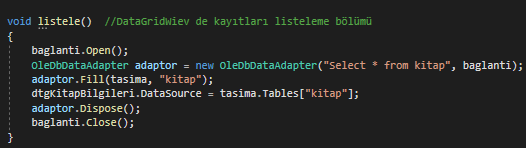 void listele()  //DataGridWiev de kayıtları listeleme bölümü
{
    baglanti.Open();
    OleDbDataAdapter adaptor = new OleDbDataAdapter("Select * from kitap", baglanti);
    adaptor.Fill(tasima, "kitap");
    dtgKitapBilgileri.DataSource = tasima.Tables["kitap"];
    adaptor.Dispose();
    baglanti.Close();
}